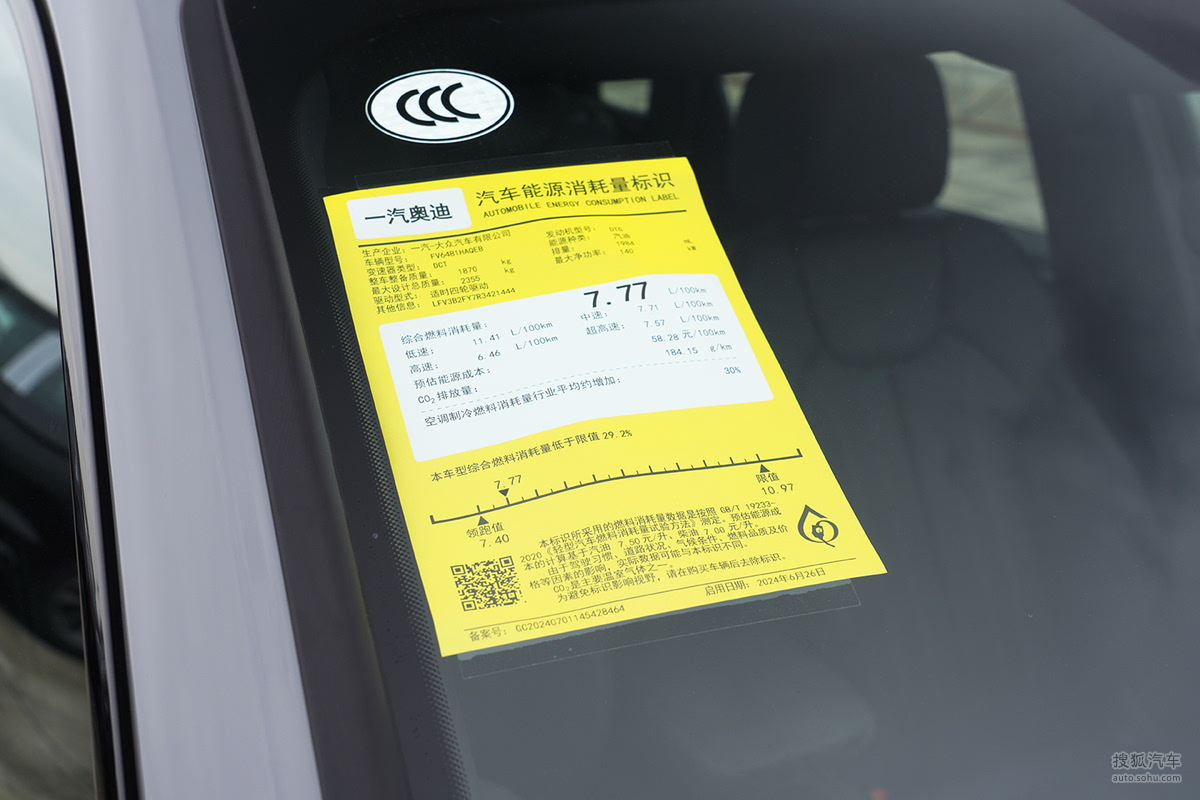 CCC
一汽奥迪
汽车能源消耗量标识
AUTOMOBILE ENERGY CONSUMPTION LABEL
生产企业：一汽-大众汽车有限公司
车辆型号：FV6481HAQEB
变速器类型：DCT
整车整备质量：1870 kg
最大设计总质量：2355 kg
驱动型式：适时四轮驱动
其他信息：LFV3B2FY7R3421444
发动机型号：
能源种类：汽油
排量：1984 mL
最大净功率：140 kW
综合燃料消耗量：7.77 L/100km
低速：11.41 L/100km 中速：7.71 L/100km
高速：6.46 L/100km 超高速：7.57 L/100km
预估能源成本：58.28 元/100km
CO2排放量：184.15 g/km
空调制冷燃料消耗量行业平均约增加：30%
本车型综合燃料消耗量低于限值 29.2%
7.77
领跑值
7.40
限值
10.97
本标识所采用的燃料消耗量数据是按照 GB/T 19233-
2020《轻型汽车燃料消耗量试验方法》测定。预估能源成
本的计算基于汽油 7.50 元/升，柴油 7.00 元/升。
由于驾驶习惯、道路状况、气候条件、燃料品质及价
格等因素的影响，实际数据可能与本标识不同。
CO2是主要温室气体之一。
为避免标识影响视野，请在购买车辆后去除标识。
备案号：GC20240701145428464 启用日期：2024年6月26日
搜狐汽车
auto.sohu.com